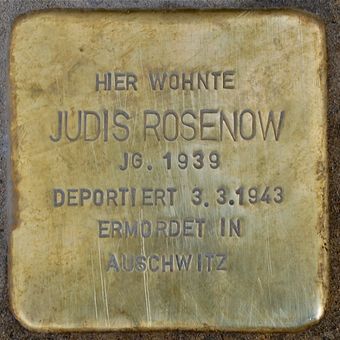 HIER WOHNTE
JUDIS ROSENOW
JG. 1939
DEPORTIERT 3.3.1943
ERMORDET IN
AUSCHWITZ